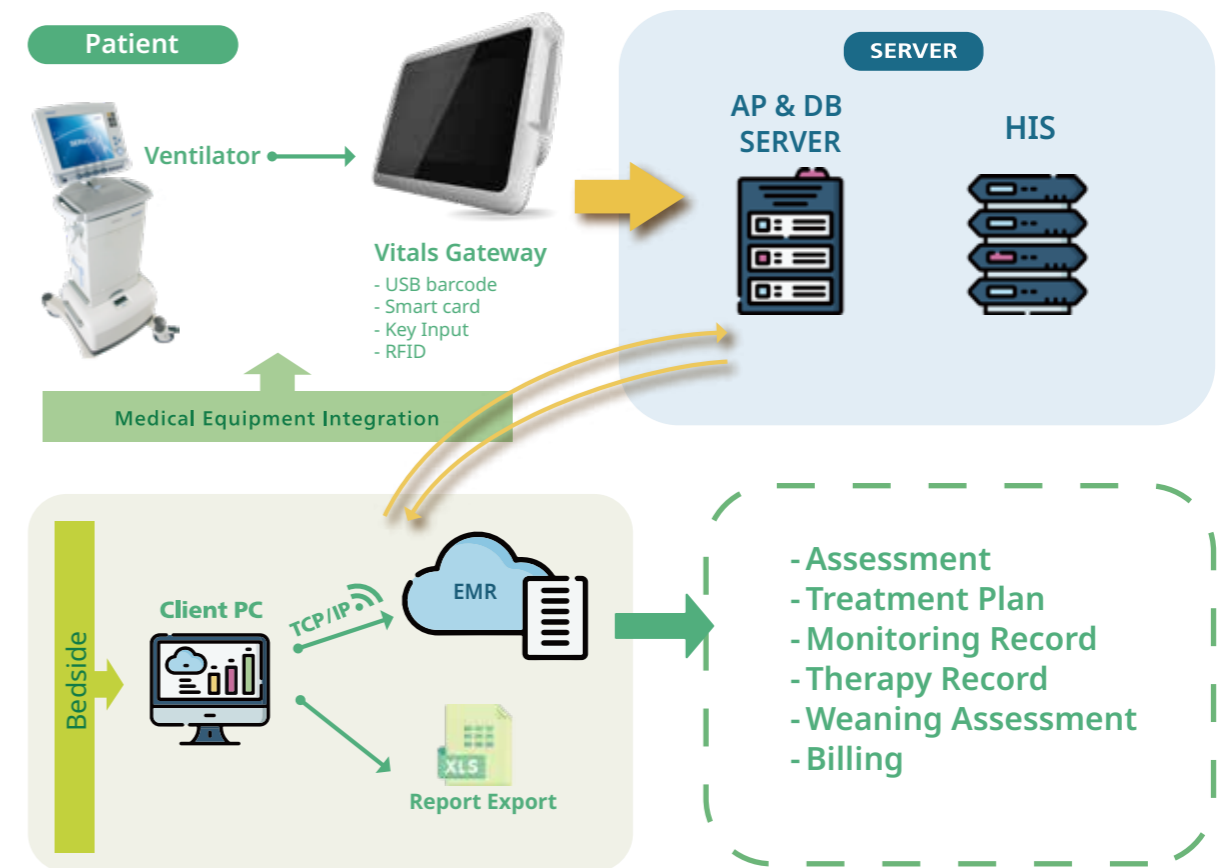 Patient
SERVER
AP & DB
SERVER
HIS
Ventilator
Vitals Gateway
- USB barcode
- Smart card
- Key Input
- RFID
Medical Equipment Integration
Bedside
Client PC
TCP/IP
EMR
XLS
Report Export
- Assessment
- Treatment Plan
- Monitoring Record
- Therapy Record
- Weaning Assessment
- Billing